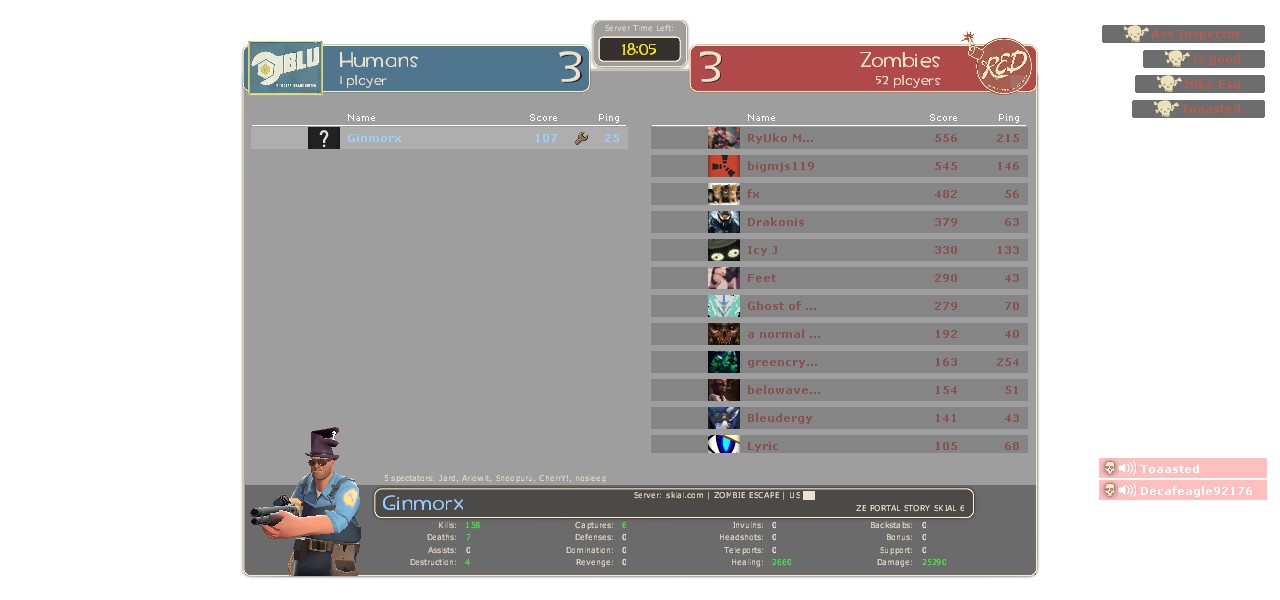 Server Time Left:
18:05
BLU
Humans
1 player
3
3
Zombies
52 players
RED
Ass Inspector
fx good
Miko Esq
Toaasted
Name Score Ping
Ginmorx 107 25
Name Score Ping
RyUko M... 556 215
bigmjs119 545 146
fx 482 56
Drakonis 379 63
Icy J 330 133
Feet 290 43
Ghost of ... 279 70
a normal ... 192 40
greencry... 163 254
belowave... 154 51
Bleudergy 141 43
Lyric 105 68
Toaasted
Decafeagle92176
5 spectators: Jard, Arlowit, Snoopuru, CherrY!, nosleep
Ginmorx
Server: skial.com | ZOMBIE ESCAPE | US
ZE PORTAL STORY SKIAL 6
Kills: 158 Captures: 6 Invulns: 0 Backstabs: 0
Deaths: 7 Defenses: 0 Headshots: 0 Bonus: 0
Assists: 0 Domination: 0 Teleports: 0 Support: 0
Destruction: 4 Revenge: 0 Healing: 2660 Damage: 25290